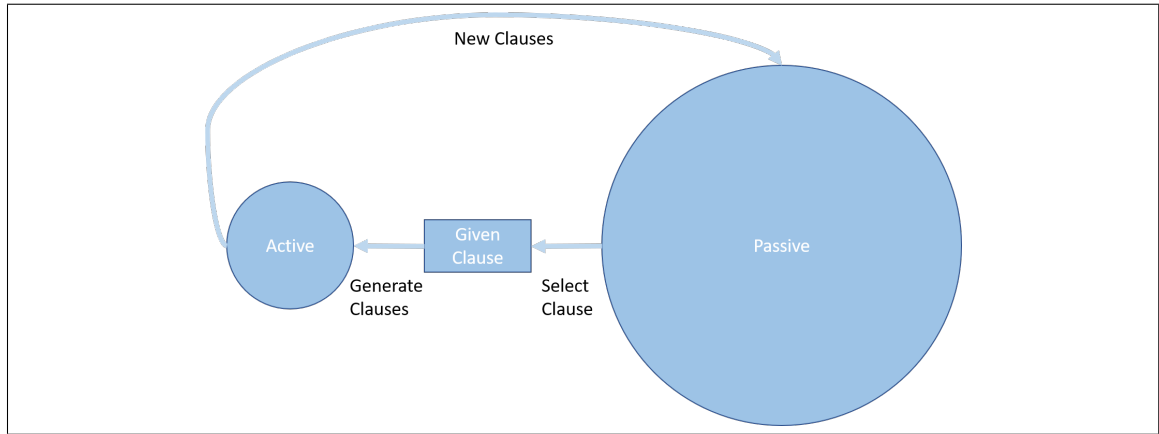 New Clauses
Active
Given
Clause
Passive
Generate
Clauses
Select
Clause